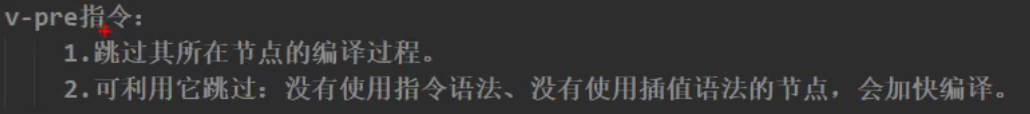 v-pre指令：
1.跳过其所在节点的编译过程。
2.可利用它跳过：没有使用指令语法、没有使用插值语法的节点，会加快编译。